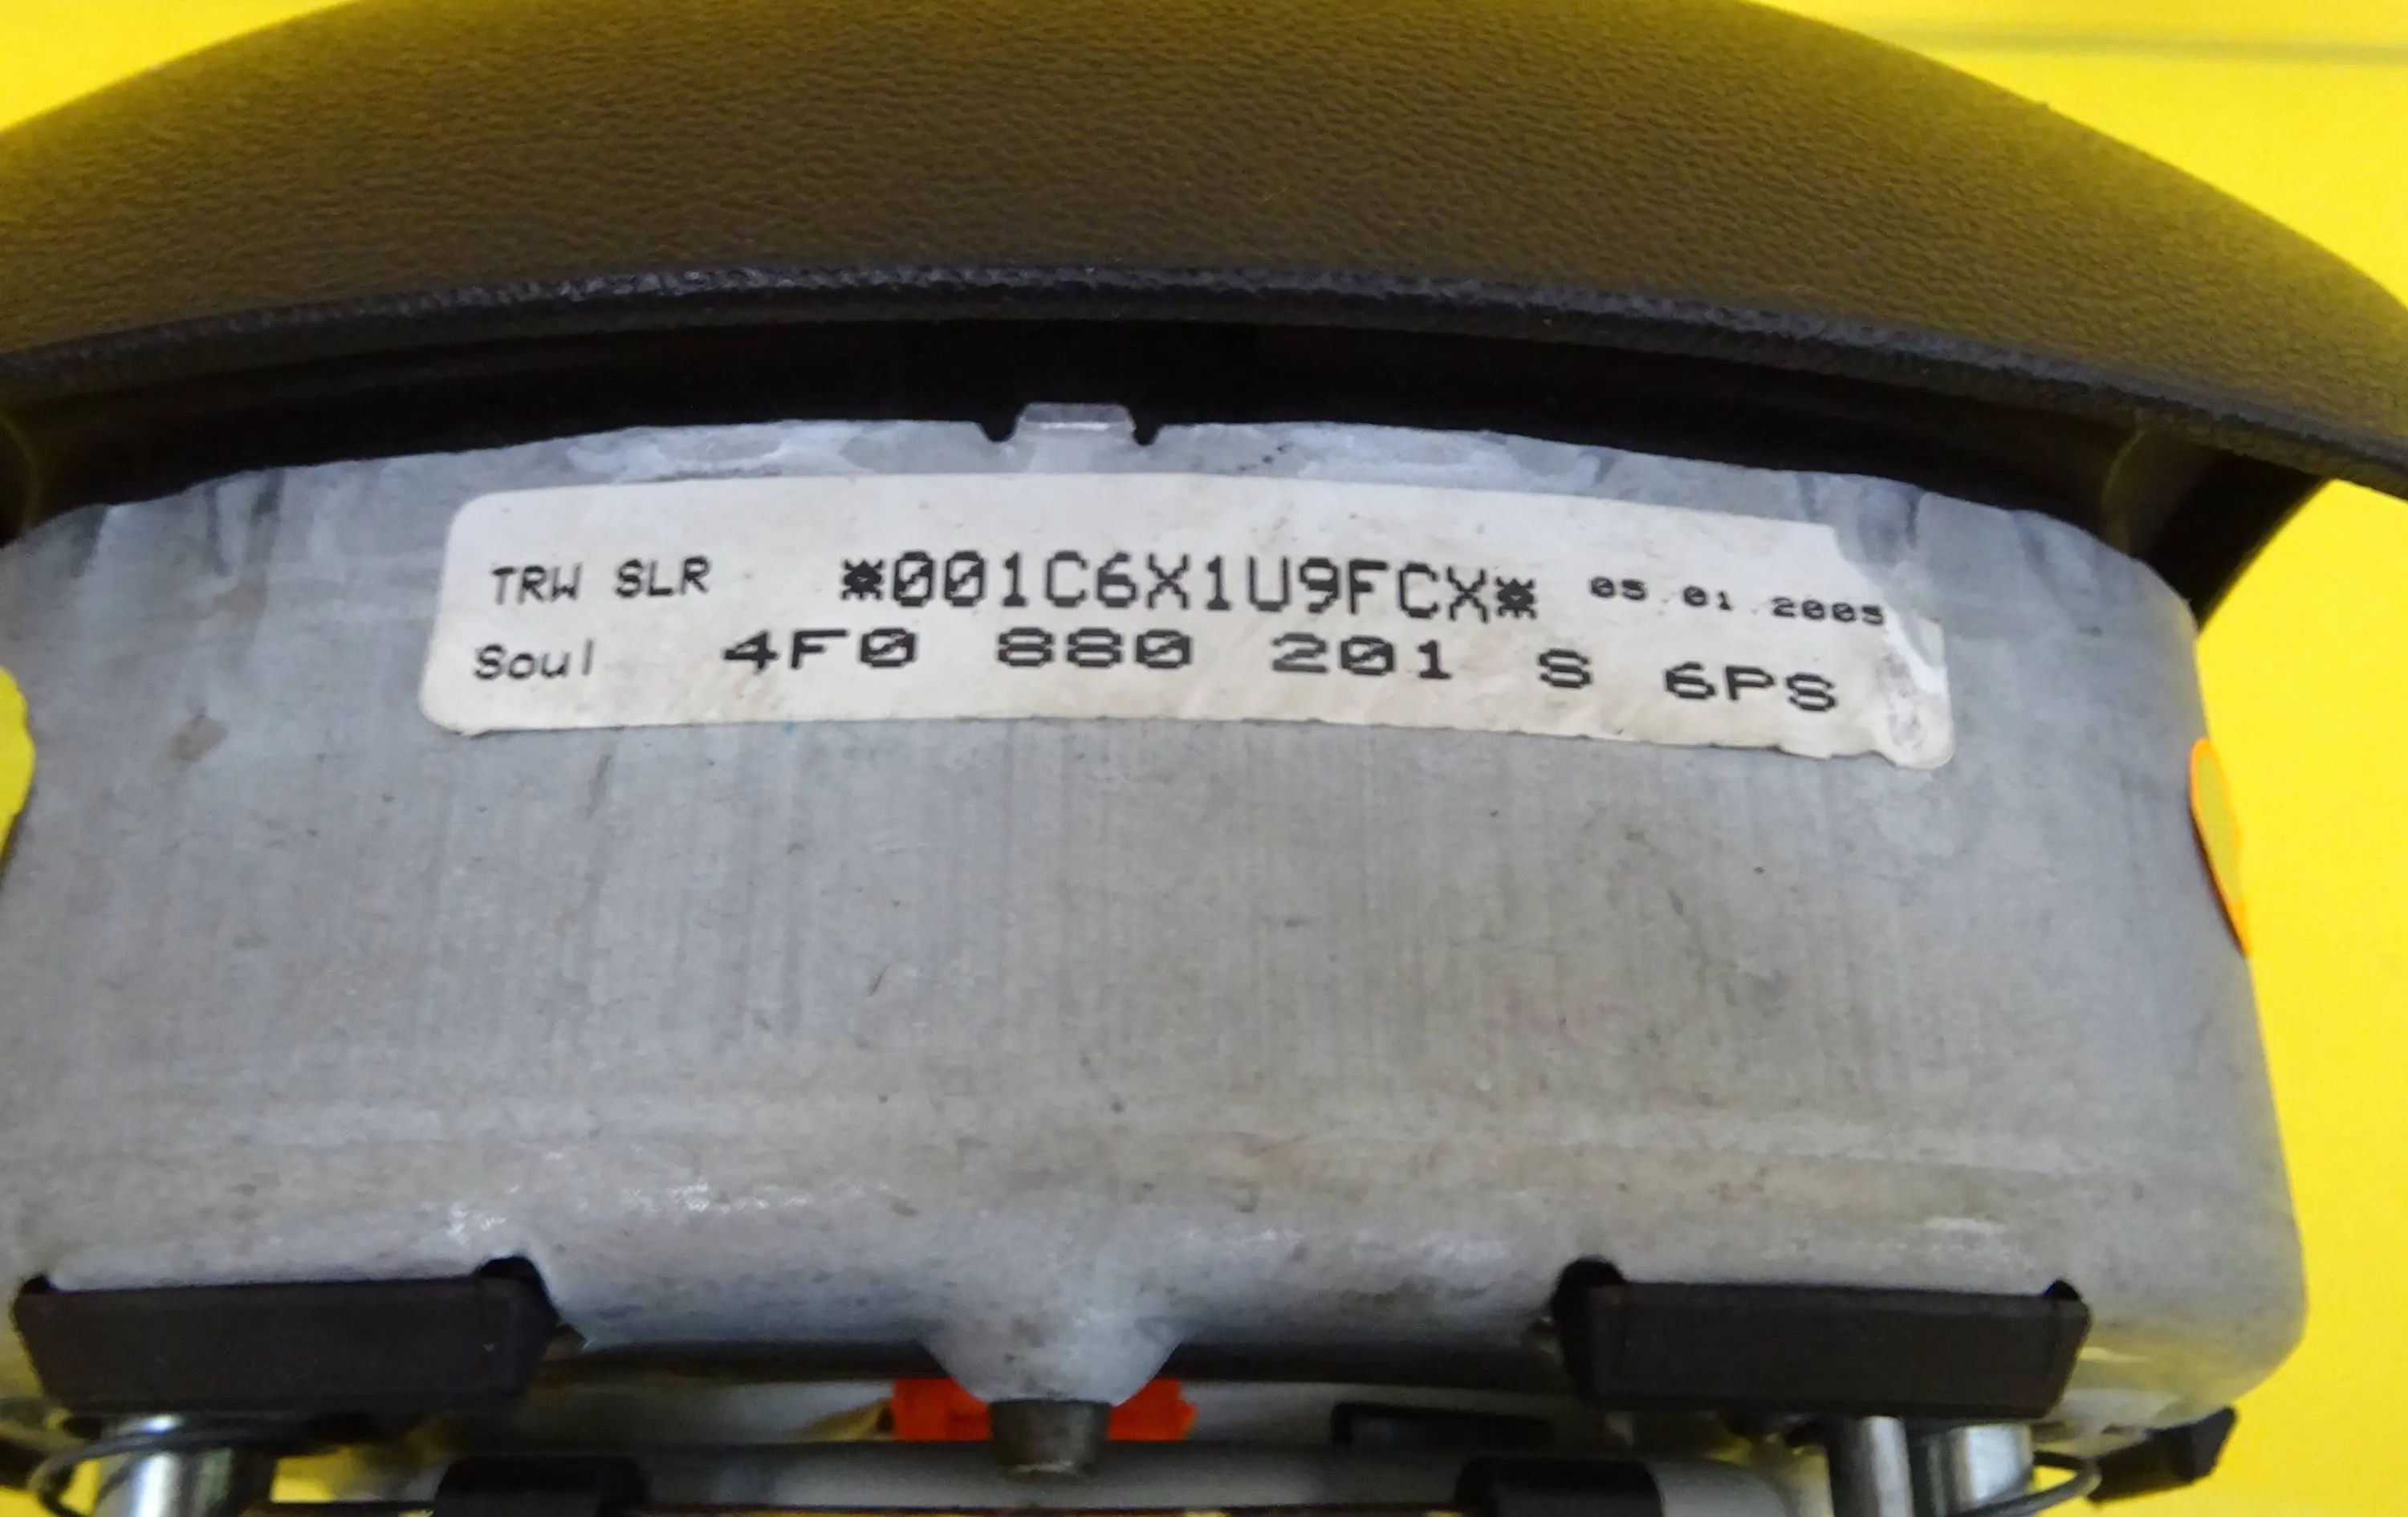 TRW SLR *001C6X1U9FCX* 05.01.2005
Soul 4F0 880 201 S 6PS